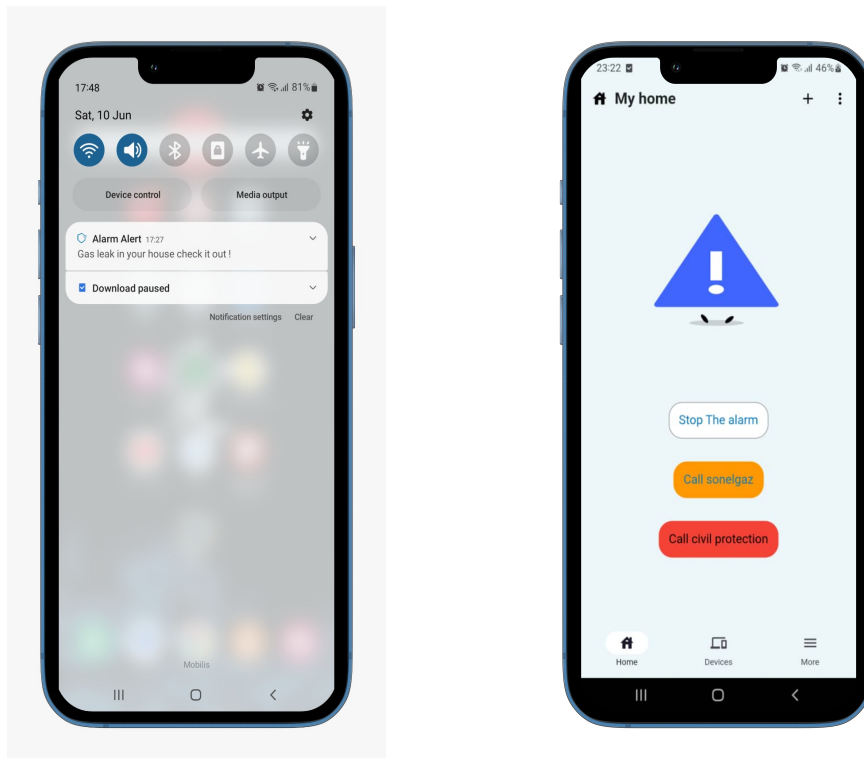 17:48
81%
Sat, 10 Jun
Device control
Media output
Alarm Alert 17:27
Gas leak in your house check it out !
Download paused
Notification settings Clear
Mobilis
23:22
46%
My home
Stop The alarm
Call sonelgaz
Call civil protection
Home
Devices
More